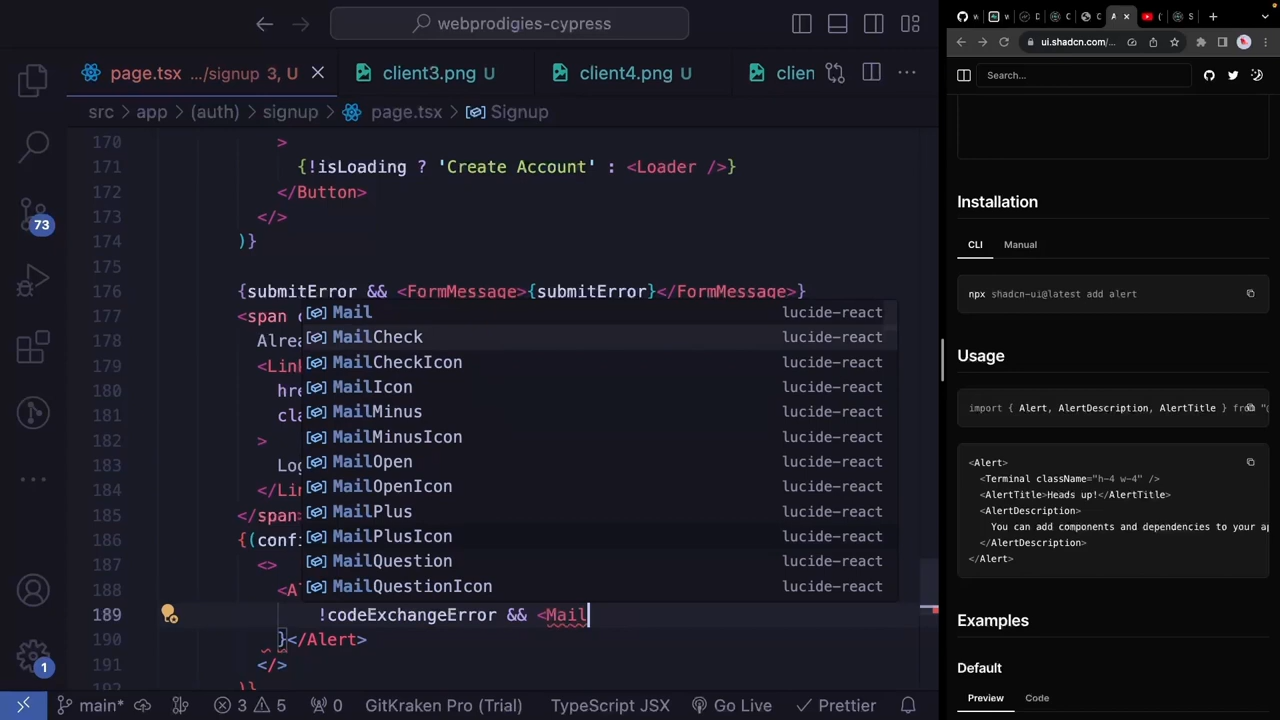 webprodigies-cypress
page.tsx .../signup 3, U
client3.png U
client4.png U
clien
src > app > (auth) > signup > page.tsx > Signup
170 >
171 {!isLoading ? 'Create Account' : <Loader />}
172 </Button>
173 </>
174 )}
175
176 {submitError && <FormMessage>{submitError}</FormMessage>}
177 <span c
178 Alrea
179 <Link
180 hre
181 cla
182 >
183 Log
184 </Lin
185 </span
186 {(confi
187 <>
188 <Al
189 !codeExchangeError && <Mail
190 }</Alert>
191 </>
192 )}
Mail lucide-react
MailCheck lucide-react
MailCheckIcon lucide-react
MailIcon lucide-react
MailMinus lucide-react
MailMinusIcon lucide-react
MailOpen lucide-react
MailOpenIcon lucide-react
MailPlus lucide-react
MailPlusIcon lucide-react
MailQuestion lucide-react
MailQuestionIcon lucide-react
73
1
main* 3 5 0 GitKraken Pro (Trial) TypeScript JSX Go Live Prettier
ui.shadcn.com/...
Search...
Installation
CLI Manual
npx shadcn-ui@latest add alert
Usage
import { Alert, AlertDescription, AlertTitle }
<Alert>
<Terminal className="h-4 w-4" />
<AlertTitle>Heads up!</AlertTitle>
<AlertDescription>
You can add components and dependencies to your ap
</AlertDescription>
</Alert>
Examples
Default
Preview Code